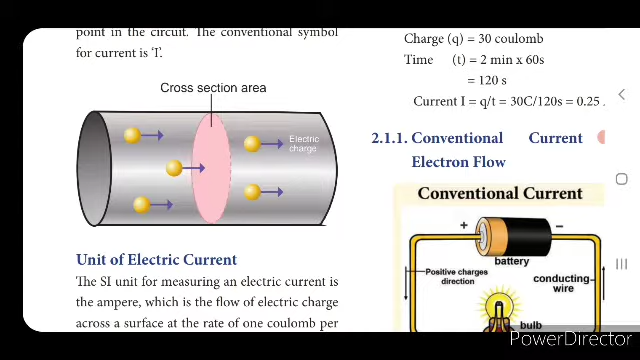 point in the circuit. The conventional symbol
for current is 'I'.
Cross section area
Electric
charge
Unit of Electric Current
The SI unit for measuring an electric current is
the ampere, which is the flow of electric charge
across a surface at the rate of one coulomb per
Charge (q) = 30 coulomb
Time (t) = 2 min x 60s
= 120 s
Current I = q/t = 30C/120s = 0.25
2.1.1. Conventional Current
Electron Flow
Conventional Current
+ −
battery
Positive charges
direction
conducting
wire
bulb
PowerDirector